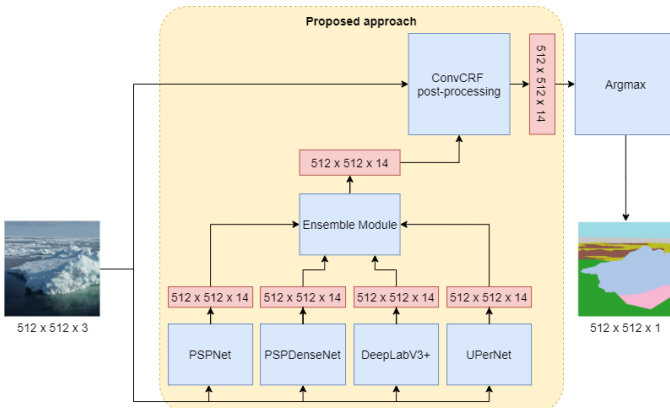 Proposed approach
ConvCRF
post-processing
512 x 512 x 14
Argmax
512 x 512 x 14
Ensemble Module
512 x 512 x 3
512 x 512 x 14
512 x 512 x 14
512 x 512 x 14
512 x 512 x 14
512 x 512 x 1
PSPNet
PSPDenseNet
DeepLabV3+
UPerNet